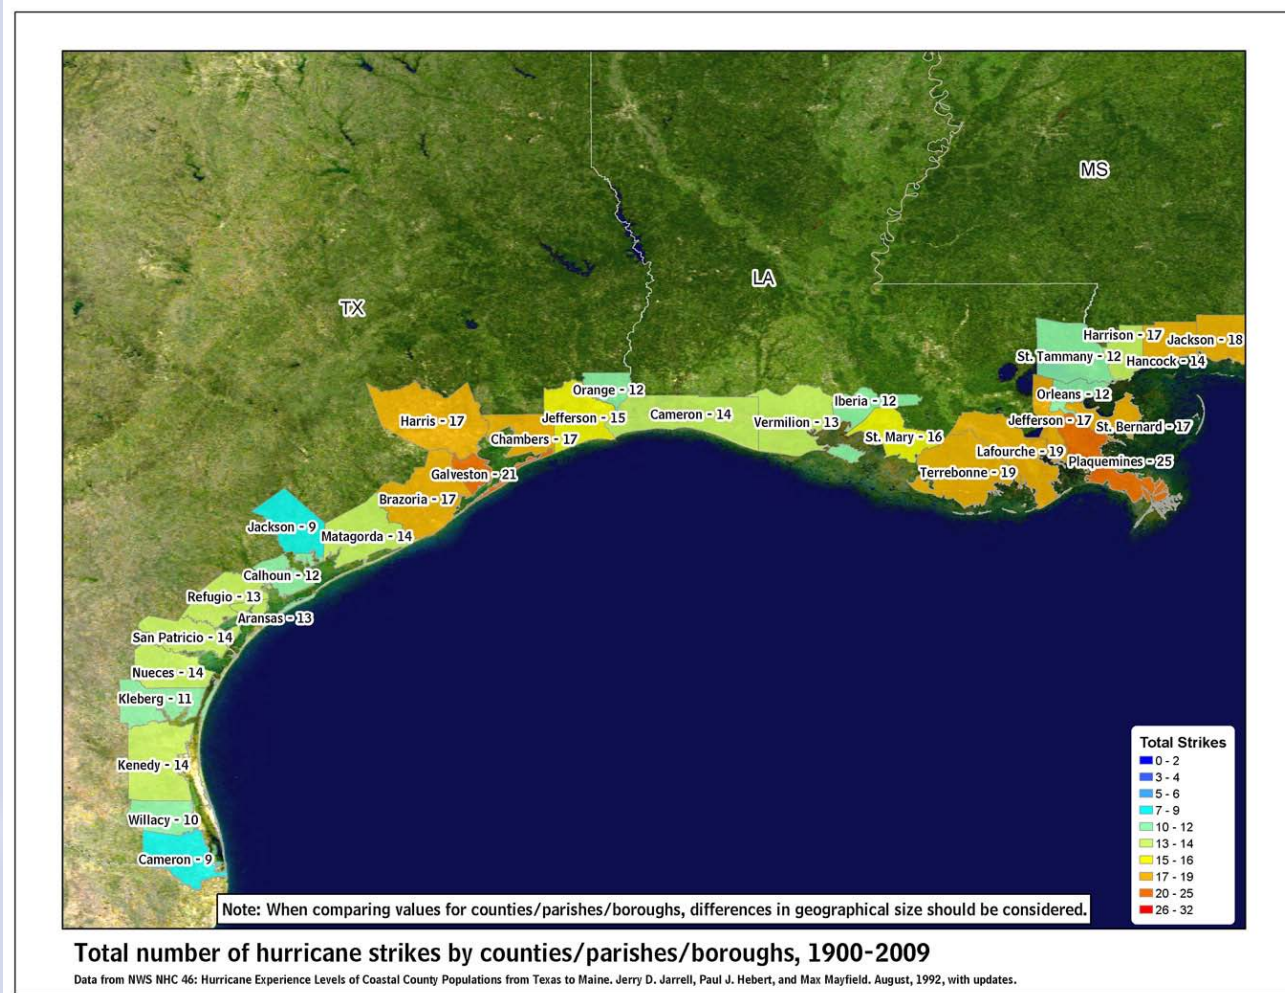 MS
LA
TX
Harrison - 17
Jackson - 18
St. Tammany - 12
Hancock - 14
Orange - 12
Orleans - 12
Iberia - 12
Harris - 17
Jefferson - 15
Cameron - 14
Vermilion - 13
Jefferson - 17
St. Bernard - 17
Chambers - 17
St. Mary - 16
Lafourche - 19
Plaquemines - 25
Galveston - 21
Terrebonne - 19
Brazoria - 17
Jackson - 9
Matagorda - 14
Calhoun - 12
Refugio - 13
Aransas - 13
San Patricio - 14
Nueces - 14
Kleberg - 11
Kenedy - 14
Willacy - 10
Cameron - 9
Total Strikes
0 - 2
3 - 4
5 - 6
7 - 9
10 - 12
13 - 14
15 - 16
17 - 19
20 - 25
26 - 32
Note: When comparing values for counties/parishes/boroughs, differences in geographical size should be considered.
Total number of hurricane strikes by counties/parishes/boroughs, 1900-2009
Data from NWS NHC 46: Hurricane Experience Levels of Coastal County Populations from Texas to Maine. Jerry D. Jarrell, Paul J. Hebert, and Max Mayfield. August, 1992, with updates.